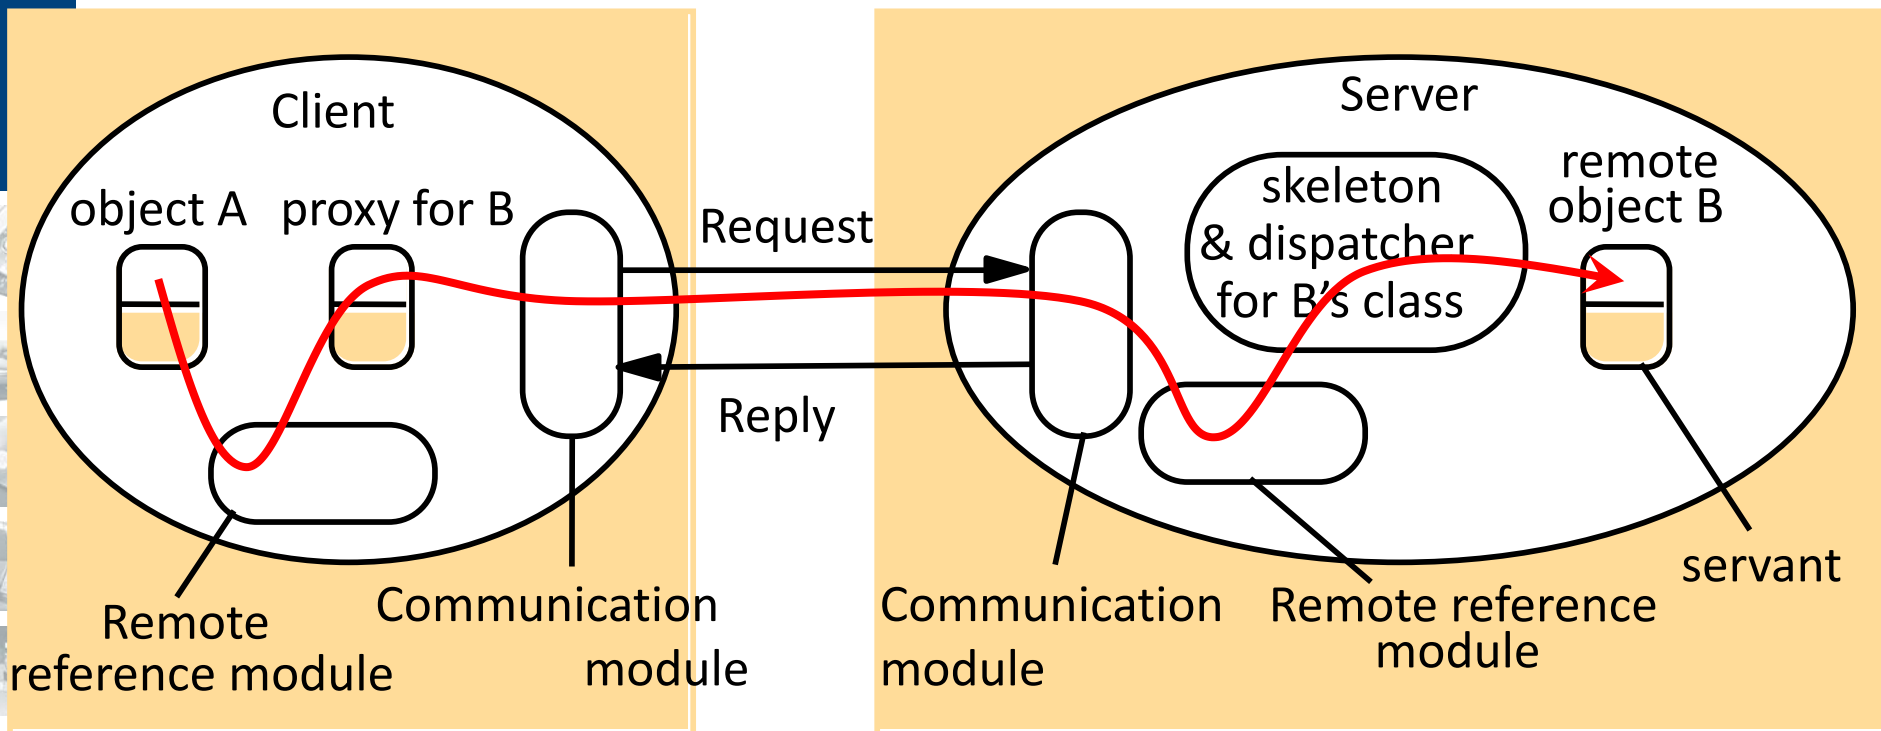 Client
object A
proxy for B
Remote
reference module
Communication
module
Request
Reply
Server
skeleton
& dispatcher
for B’s class
remote
object B
servant
Communication
module
Remote reference
module